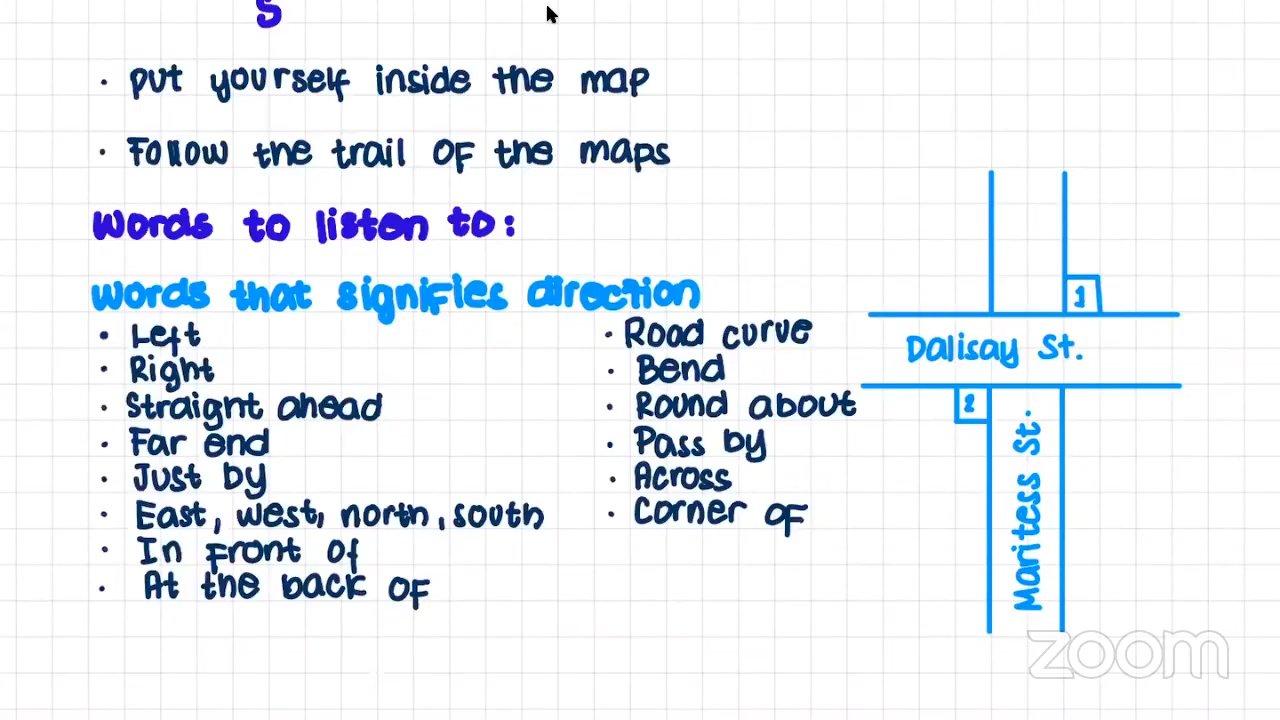 S
• Put yourself inside the map
• Follow the trail of the maps
Words to listen to:
Words that signifies direction
• Left
• Right
• Straight ahead
• Far end
• Just by
• East, west, north, south
• In front of
• At the back of
• Road curve
• Bend
• Round about
• Pass by
• Across
• Corner of
1
Dalisay St.
2
Maritess St.
zoom